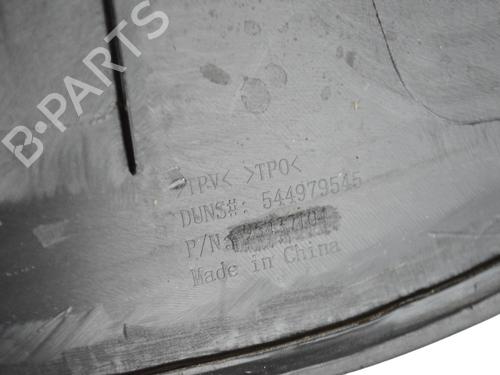 B-PARTS
>TPV< >TPO<
DUNS#: 544979545
P/N:
Made in China